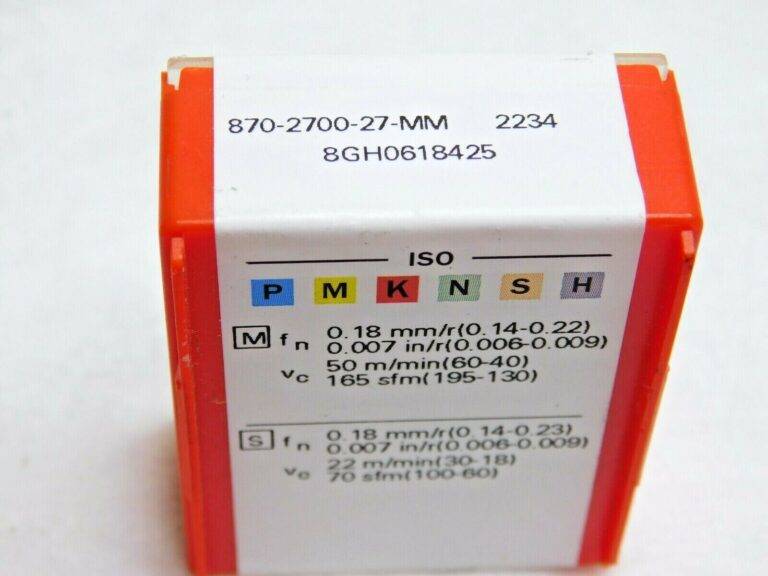 870-2700-27-MM 2234
8GH0618425
ISO
P M K N S H
M fn 0.18 mm/r(0.14-0.22)
0.007 in/r(0.006-0.009)
vc 50 m/min(60-40)
165 sfm(195-130)
S fn 0.18 mm/r(0.14-0.23)
0.007 in/r(0.006-0.009)
vc 22 m/min(30-18)
70 sfm(100-60)